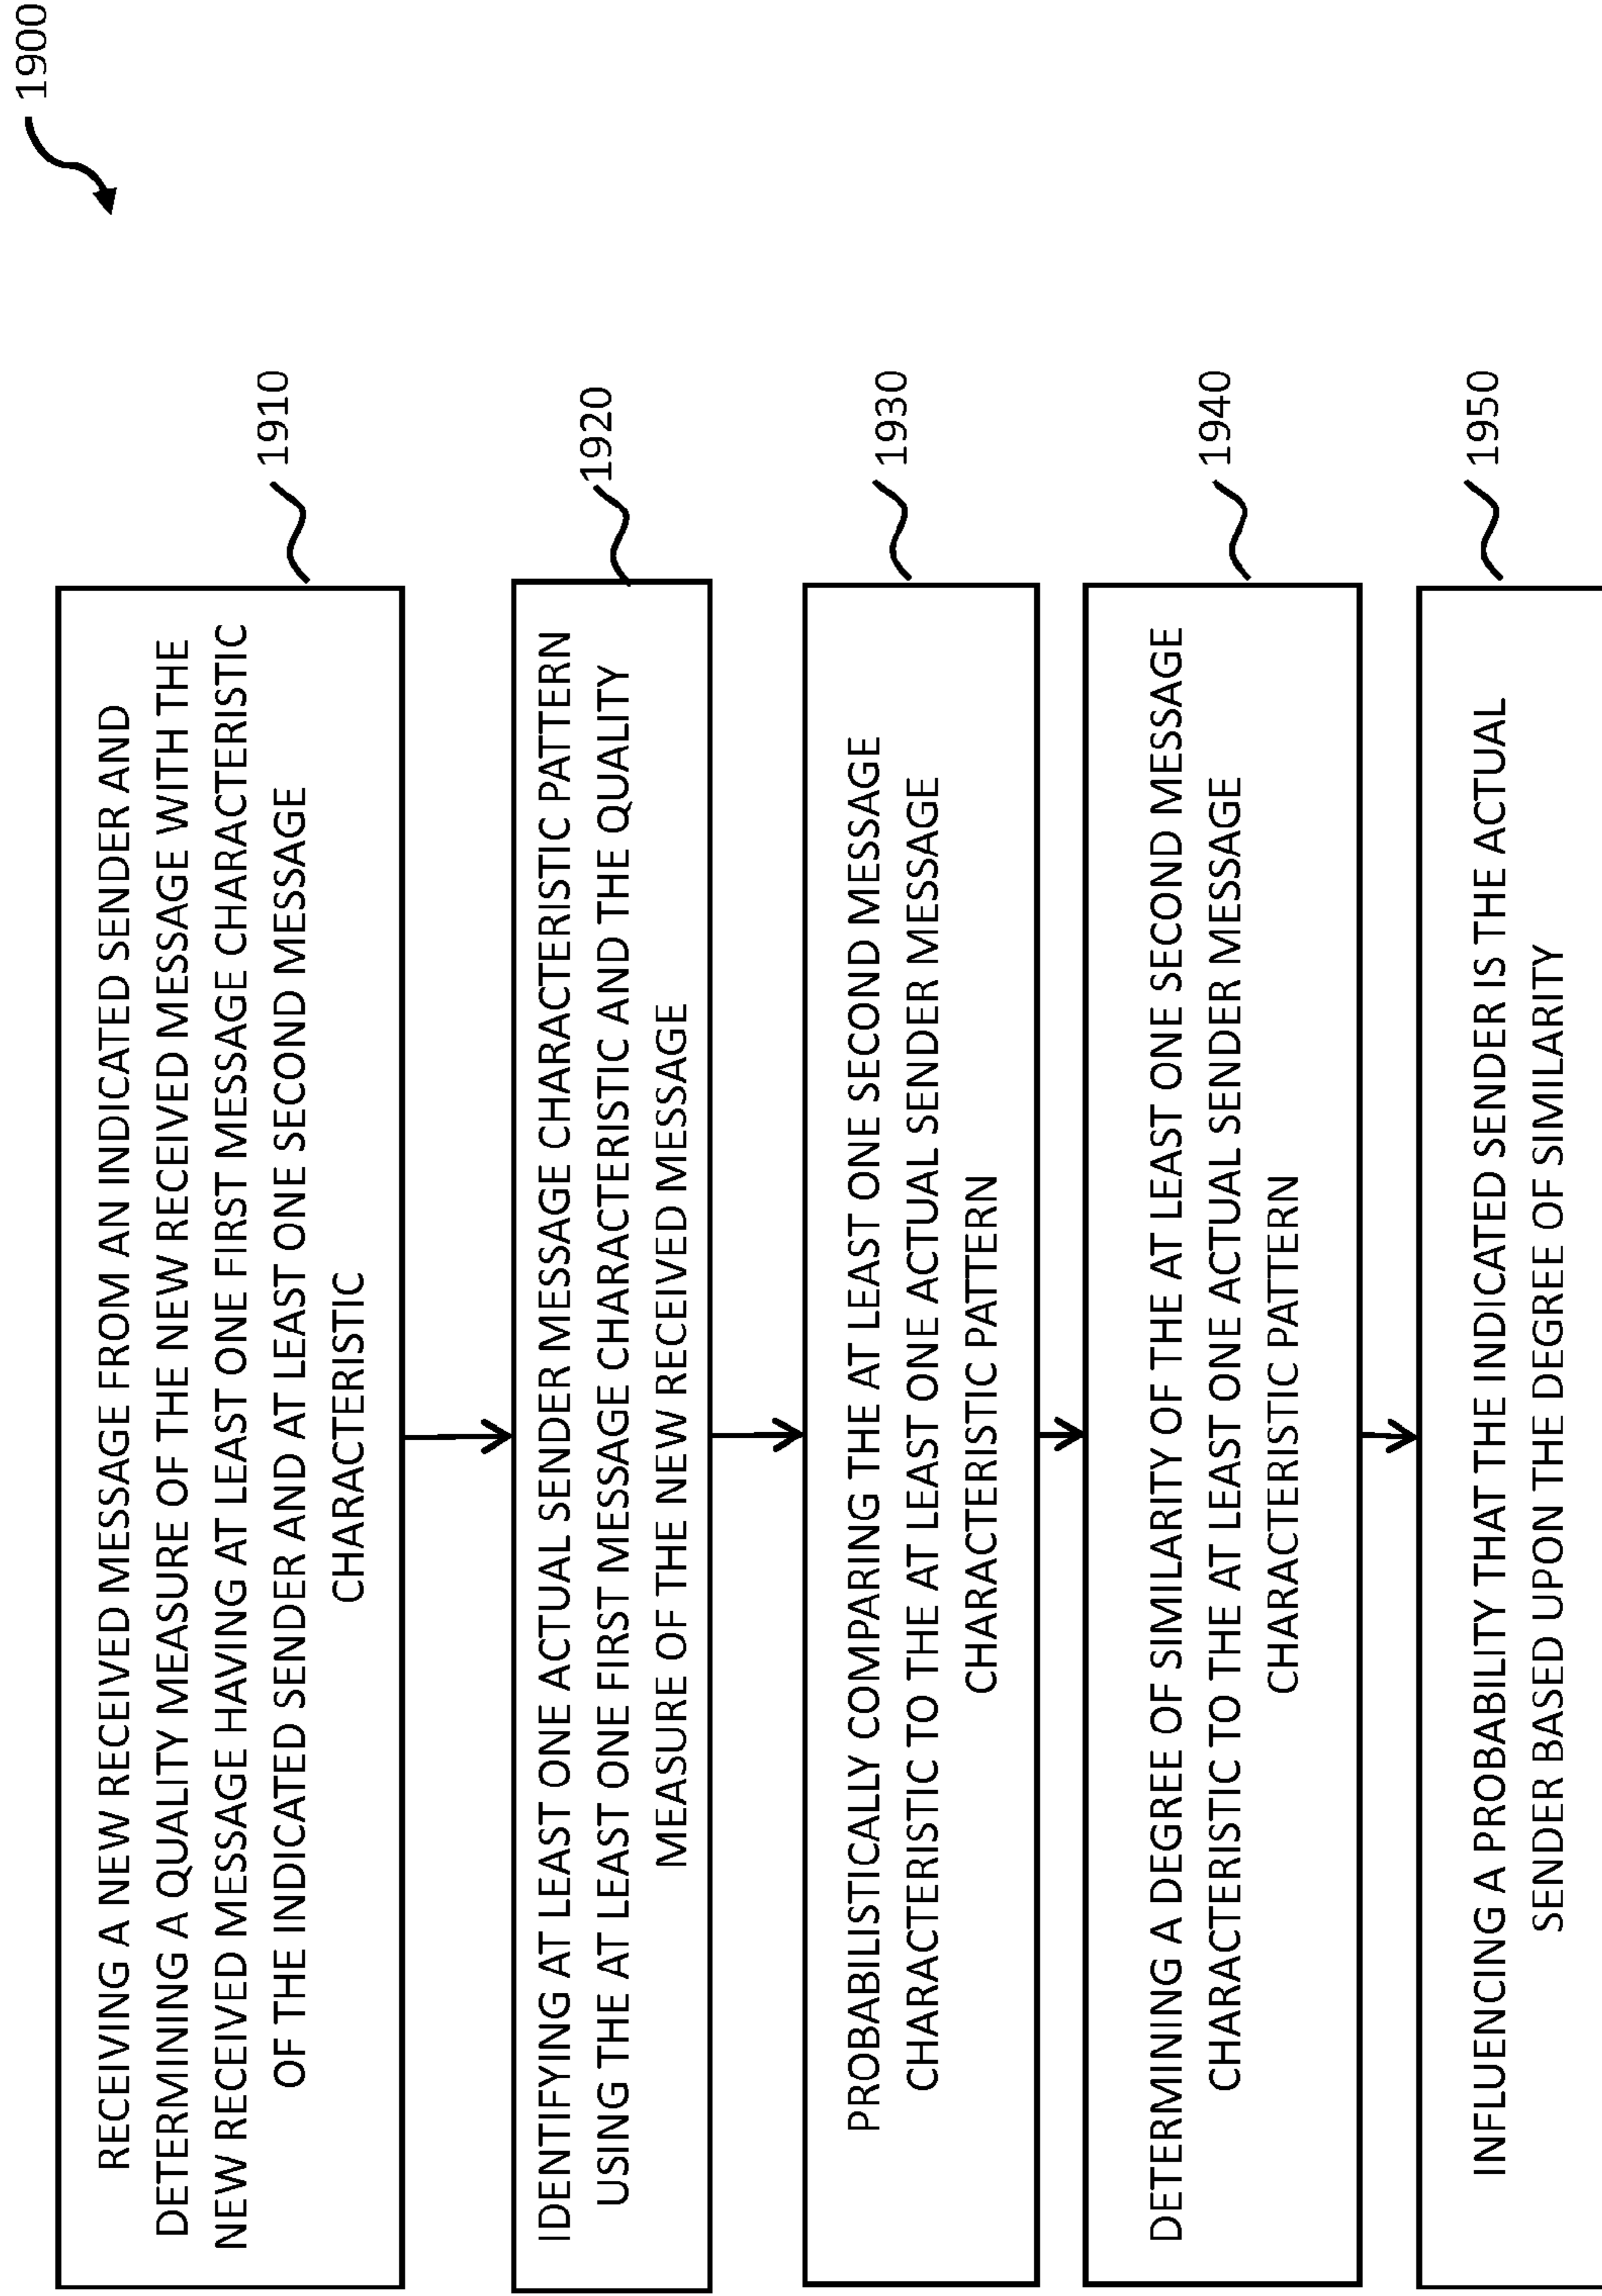 1900
RECEIVING A NEW RECEIVED MESSAGE FROM AN INDICATED SENDER AND
DETERMINING A QUALITY MEASURE OF THE NEW RECEIVED MESSAGE WITH THE
NEW RECEIVED MESSAGE HAVING AT LEAST ONE FIRST MESSAGE CHARACTERISTIC
OF THE INDICATED SENDER AND AT LEAST ONE SECOND MESSAGE
CHARACTERISTIC
1910
IDENTIFYING AT LEAST ONE ACTUAL SENDER MESSAGE CHARACTERISTIC PATTERN
USING THE AT LEAST ONE FIRST MESSAGE CHARACTERISTIC AND THE QUALITY
MEASURE OF THE NEW RECEIVED MESSAGE
1920
PROBABILISTICALLY COMPARING THE AT LEAST ONE SECOND MESSAGE
CHARACTERISTIC TO THE AT LEAST ONE ACTUAL SENDER MESSAGE
CHARACTERISTIC PATTERN
1930
DETERMINING A DEGREE OF SIMILARITY OF THE AT LEAST ONE SECOND MESSAGE
CHARACTERISTIC TO THE AT LEAST ONE ACTUAL SENDER MESSAGE
CHARACTERISTIC PATTERN
1940
INFLUENCING A PROBABILITY THAT THE INDICATED SENDER IS THE ACTUAL
SENDER BASED UPON THE DEGREE OF SIMILARITY
1950